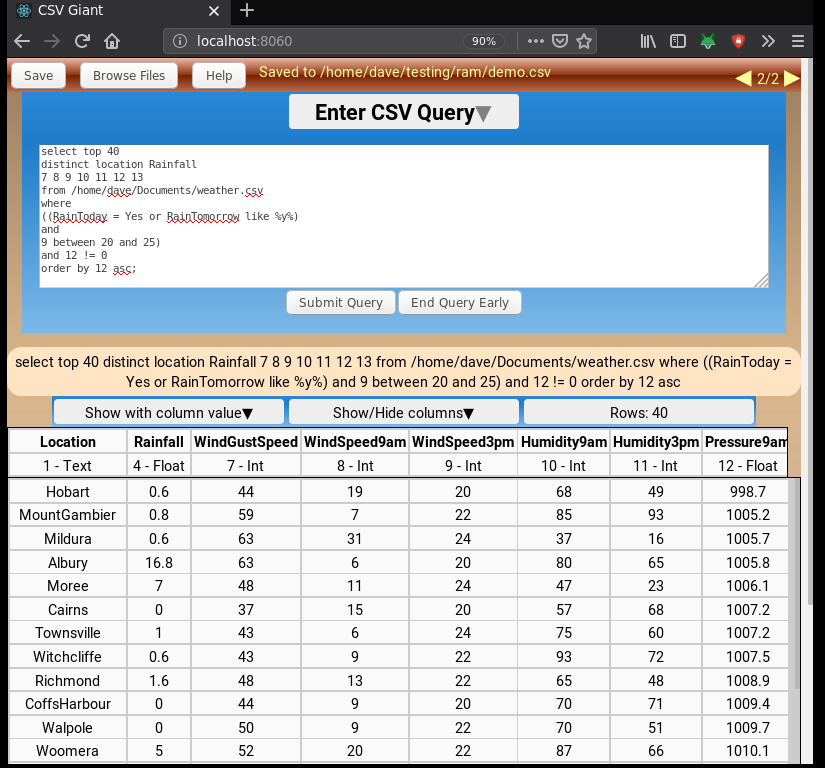 CSV Giant
localhost:8060
90%
Save
Browse Files
Help
Saved to /home/dave/testing/ram/demo.csv
2/2
Enter CSV Query▼
select top 40
distinct location Rainfall
7 8 9 10 11 12 13
from /home/dave/Documents/weather.csv
where
((RainToday = Yes or RainTomorrow like %y%)
and
9 between 20 and 25)
and 12 != 0
order by 12 asc;
Submit Query
End Query Early
select top 40 distinct location Rainfall 7 8 9 10 11 12 13 from /home/dave/Documents/weather.csv where ((RainToday =
Yes or RainTomorrow like %y%) and 9 between 20 and 25) and 12 != 0 order by 12 asc
Show with column value▼ Show/Hide columns▼ Rows: 40
Location Rainfall WindGustSpeed WindSpeed9am WindSpeed3pm Humidity9am Humidity3pm Pressure9am
1 - Text 4 - Float 7 - Int 8 - Int 9 - Int 10 - Int 11 - Int 12 - Float
Hobart 0.6 44 19 20 68 49 998.7
MountGambier 0.8 59 7 22 85 93 1005.2
Mildura 0.6 63 31 24 37 16 1005.7
Albury 16.8 63 6 20 80 65 1005.8
Moree 7 48 11 24 47 23 1006.1
Cairns 0 37 15 20 57 68 1007.2
Townsville 1 43 6 24 75 60 1007.2
Witchcliffe 0.6 43 9 22 93 72 1007.5
Richmond 1.6 48 13 22 65 48 1008.9
CoffsHarbour 0 44 9 20 70 71 1009.4
Walpole 0 50 9 22 70 51 1009.7
Woomera 5 52 20 22 87 66 1010.1